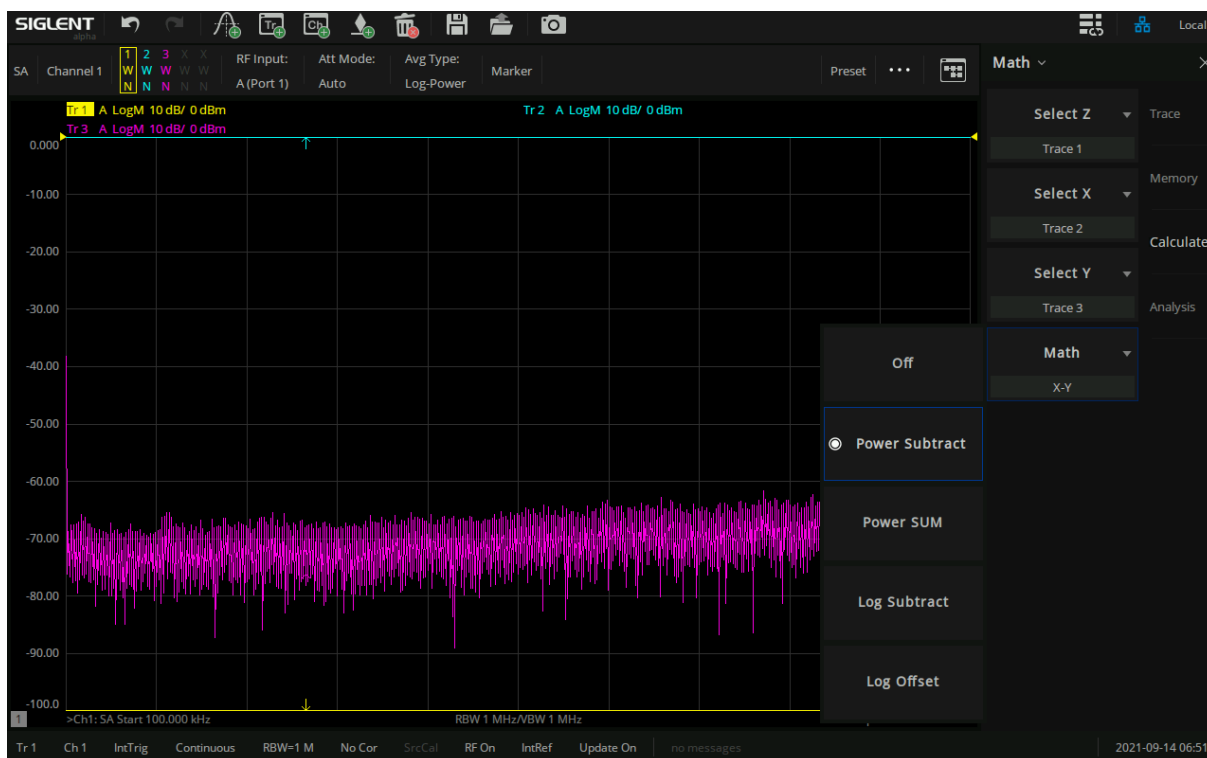 SIGLENT
alpha
Tr
Ch
Local
SA
Channel 1
1 2 3 X X
W W W W W
N N N N N
RF Input:
A (Port 1)
Att Mode:
Auto
Avg Type:
Log-Power
Marker
Preset
...
Math
Tr 1 A LogM 10 dB/ 0 dBm
Tr 2 A LogM 10 dB/ 0 dBm
Tr 3 A LogM 10 dB/ 0 dBm
0.000
-10.00
-20.00
-30.00
-40.00
-50.00
-60.00
-70.00
-80.00
-90.00
-100.0
Select Z
Trace 1
Select X
Trace 2
Select Y
Trace 3
Math
X-Y
Trace
Memory
Calculate
Analysis
Off
Power Subtract
Power SUM
Log Subtract
Log Offset
1
>Ch1: SA Start 100.000 kHz
RBW 1 MHz/VBW 1 MHz
Tr 1
Ch 1
IntTrig
Continuous
RBW=1 M
No Cor
SrcCal
RF On
IntRef
Update On
no messages
2021-09-14 06:51